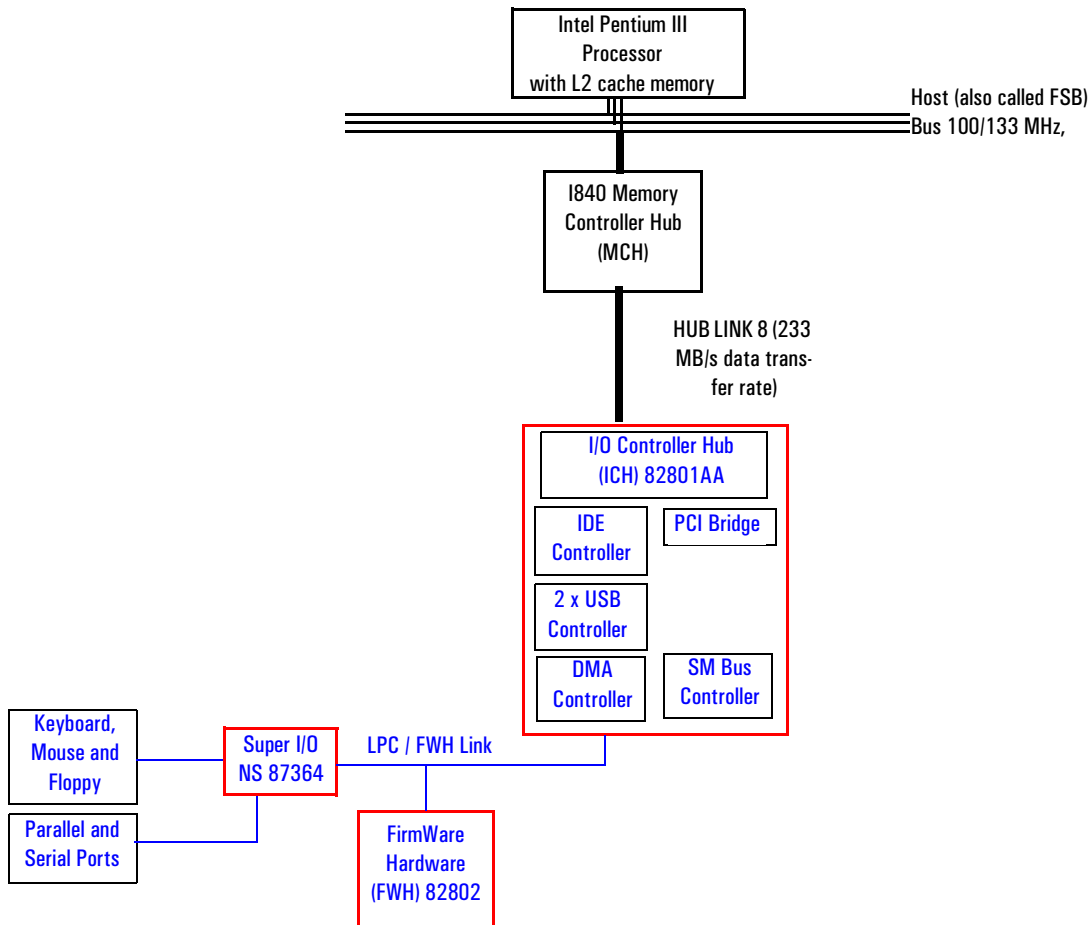 Intel Pentium III
Processor
with L2 cache memory
Host (also called FSB)
Bus 100/133 MHz,
I840 Memory
Controller Hub
(MCH)
HUB LINK 8 (233
MB/s data trans-
fer rate)
I/O Controller Hub
(ICH) 82801AA
IDE
Controller
PCI Bridge
2 x USB
Controller
DMA
Controller
SM Bus
Controller
Keyboard,
Mouse and
Floppy
Super I/O
NS 87364
LPC / FWH Link
Parallel and
Serial Ports
FirmWare
Hardware
(FWH) 82802